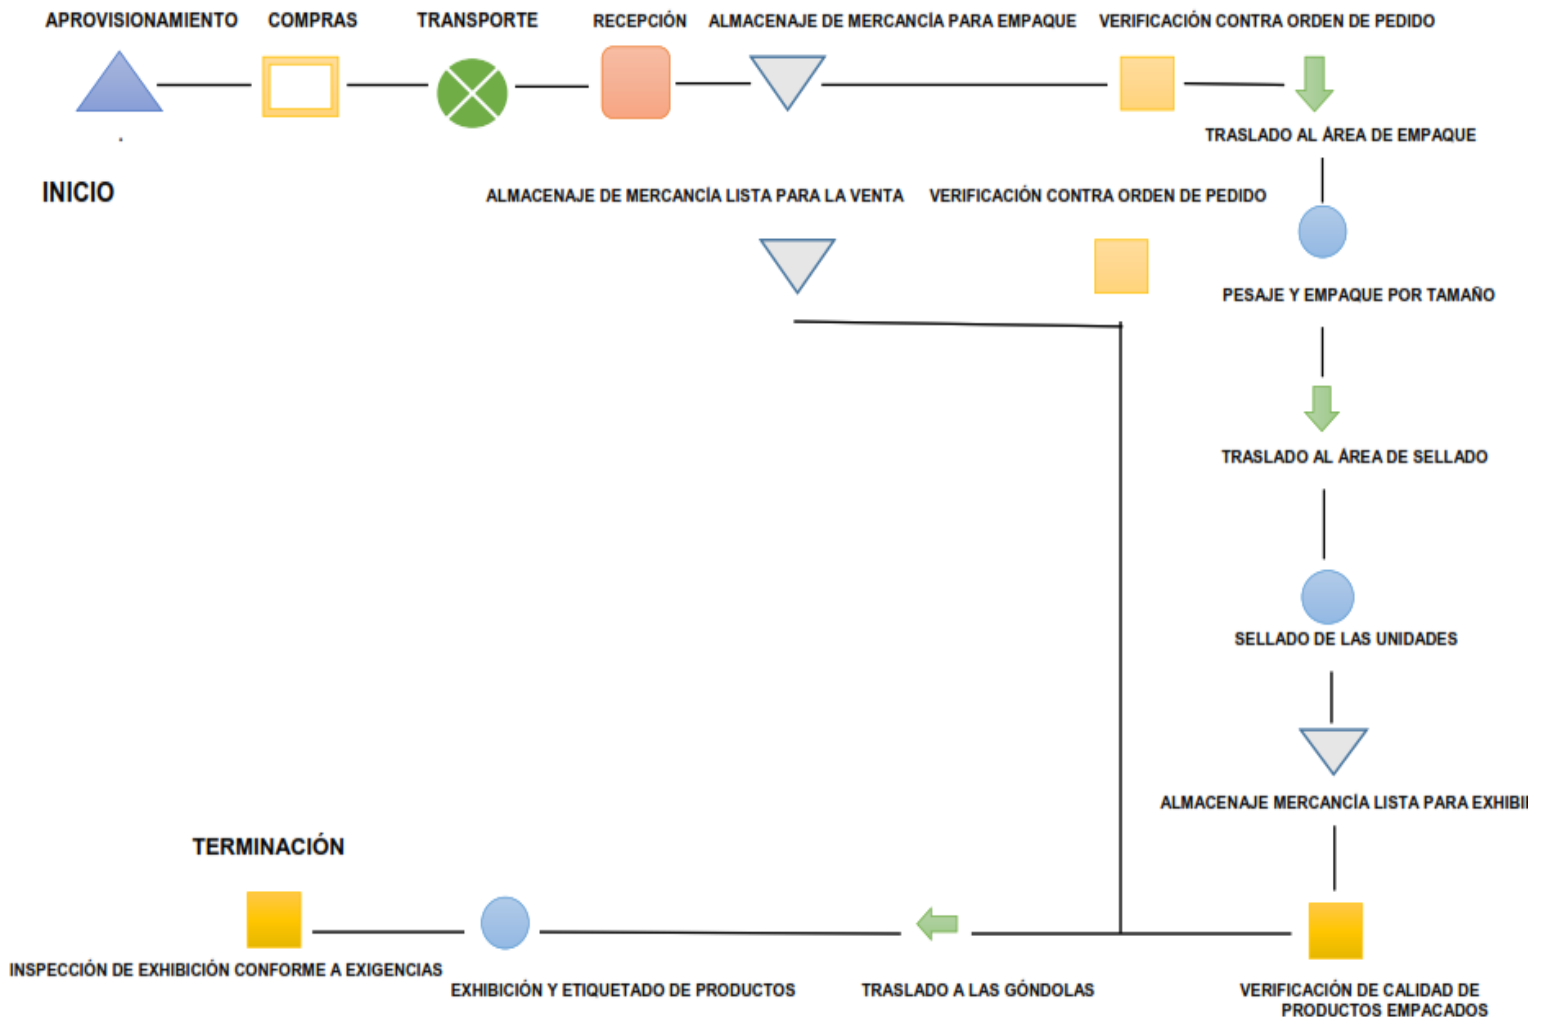 APROVISIONAMIENTO
COMPRAS
TRANSPORTE
RECEPCIÓN
ALMACENAJE DE MERCANCÍA PARA EMPAQUE
VERIFICACIÓN CONTRA ORDEN DE PEDIDO
TRASLADO AL ÁREA DE EMPAQUE
INICIO
ALMACENAJE DE MERCANCÍA LISTA PARA LA VENTA
VERIFICACIÓN CONTRA ORDEN DE PEDIDO
PESAJE Y EMPAQUE POR TAMAÑO
TRASLADO AL ÁREA DE SELLADO
SELLADO DE LAS UNIDADES
ALMACENAJE MERCANCÍA LISTA PARA EXHIBI
TERMINACIÓN
INSPECCIÓN DE EXHIBICIÓN CONFORME A EXIGENCIAS
EXHIBICIÓN Y ETIQUETADO DE PRODUCTOS
TRASLADO A LAS GÓNDOLAS
VERIFICACIÓN DE CALIDAD DE
PRODUCTOS EMPACADOS